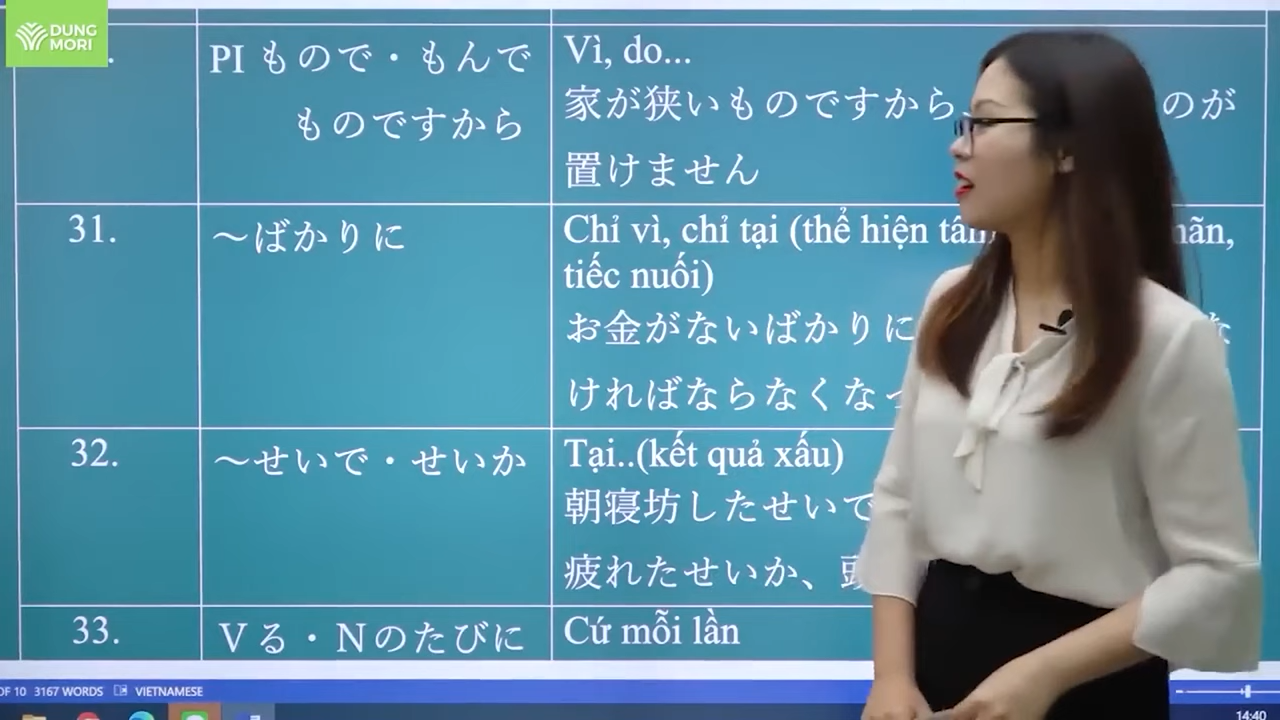 DUNG
MORI
PI もので・もんで
ものですから
Vì, do...
家が狭いものですから、 のが
置けません
31.
～ばかりに
Chỉ vì, chỉ tại (thể hiện
tiếc nuối)
お金がないばかりに
ければならなくなっ
32.
～せいで・せいか
Tại..(kết quả xấu)
朝寝坊したせいで
疲れたせいか、
33.
Vる・Nのたびに
Cứ mỗi lần
OF 10 3167 WORDS VIETNAMESE
14:40